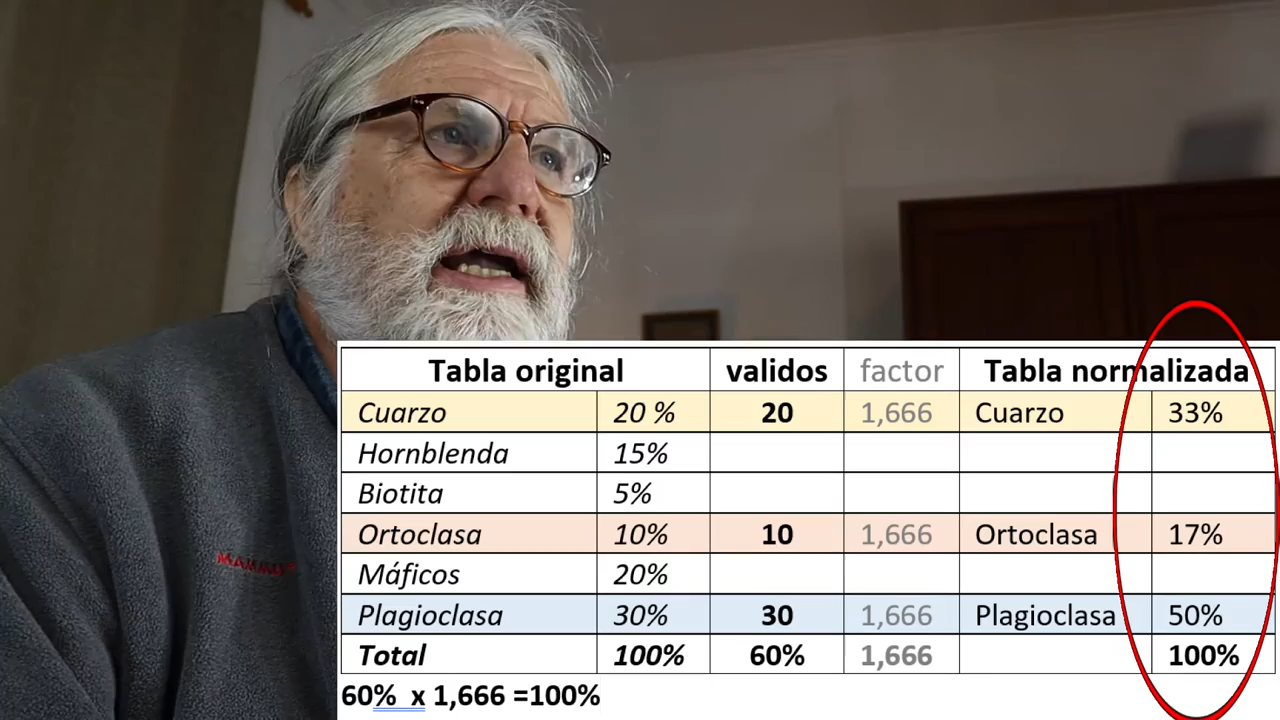 MAMMUT
Tabla original validos factor Tabla normalizada
Cuarzo 20 % 20 1,666 Cuarzo 33%
Hornblenda 15%
Biotita 5%
Ortoclasa 10% 10 1,666 Ortoclasa 17%
Máficos 20%
Plagioclasa 30% 30 1,666 Plagioclasa 50%
Total 100% 60% 1,666 100%
60% x 1,666 =100%